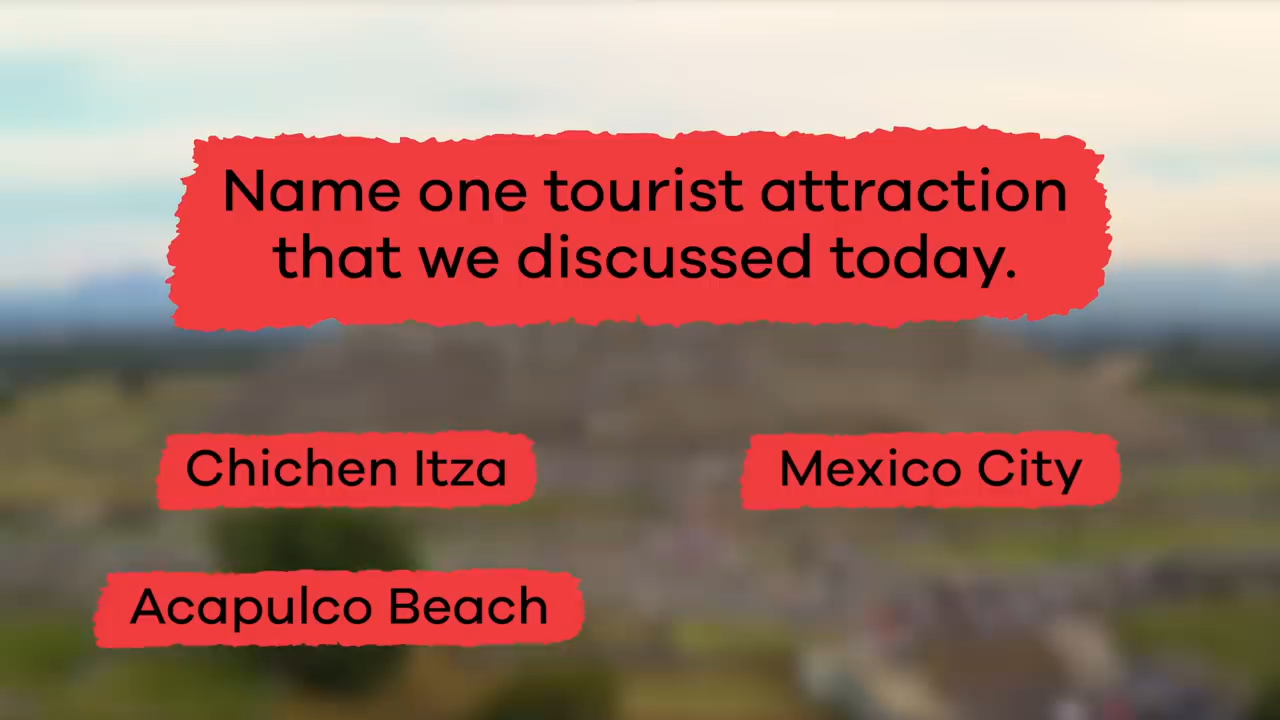 Name one tourist attraction
that we discussed today.
Chichen Itza
Mexico City
Acapulco Beach